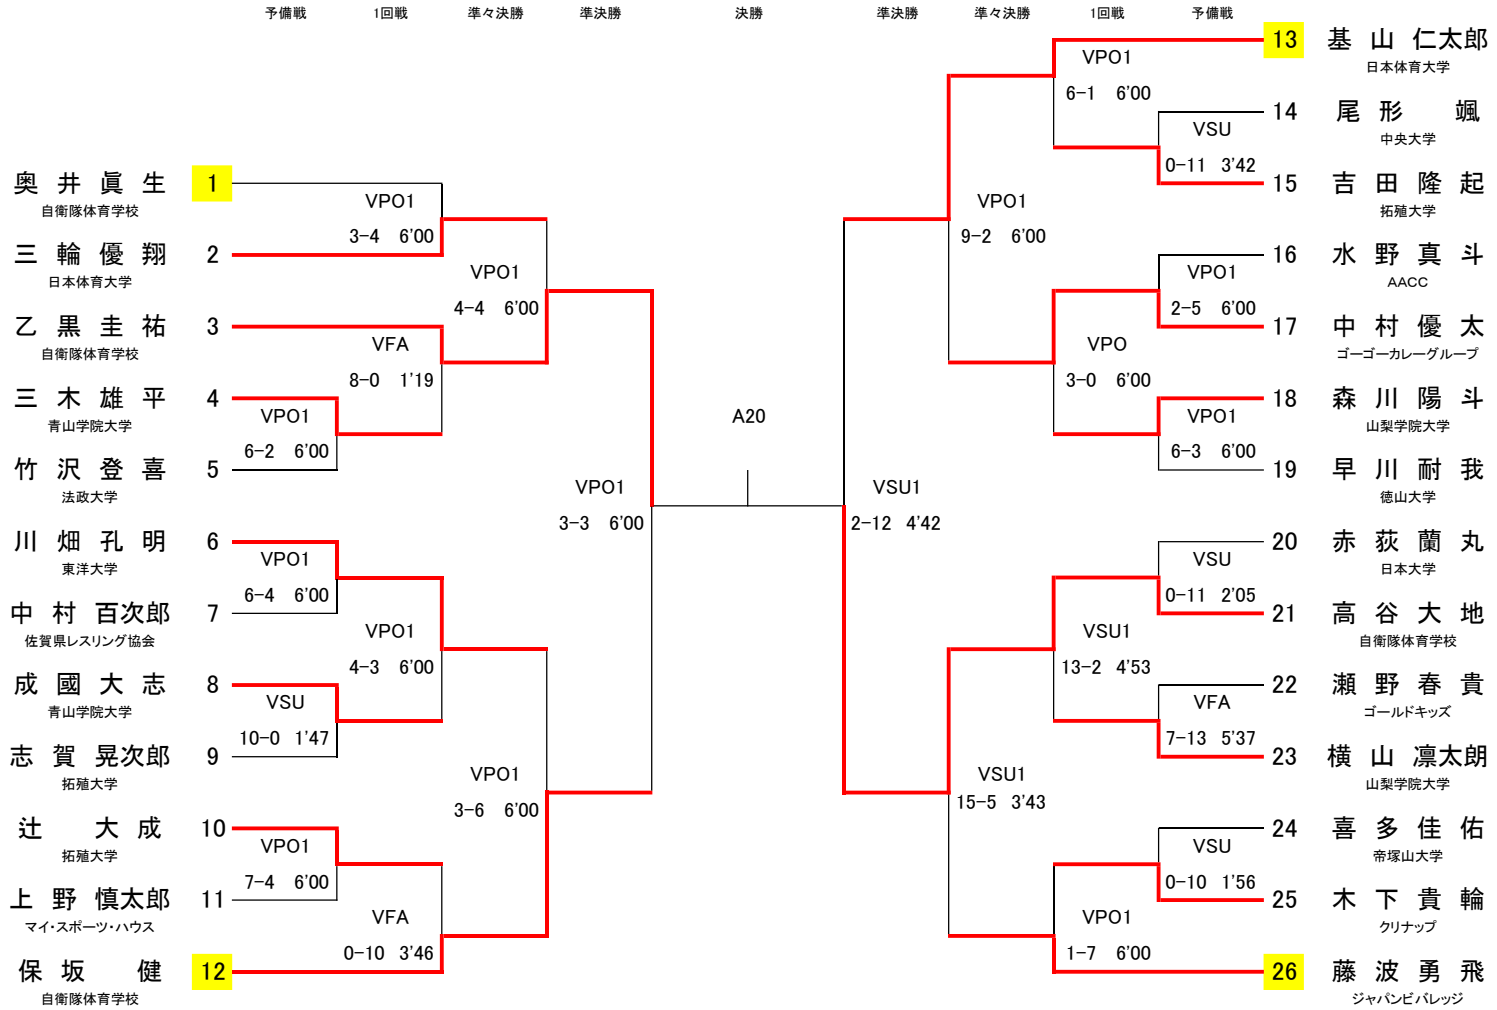 予備戦 1回戦 準々決勝 準決勝 決勝 準決勝 準々決勝 1回戦 予備戦
奥井眞生 1
自衛隊体育学校
VPO1
3-4 6'00
三輪優翔 2
日本体育大学
VPO1
4-4 6'00
乙黒圭祐 3
自衛隊体育学校
VFA
8-0 1'19
三木雄平 4
青山学院大学
VPO1
6-2 6'00
竹沢登喜 5
法政大学
VPO1
3-3 6'00
川畑孔明 6
東洋大学
VPO1
6-4 6'00
中村百次郎 7
佐賀県レスリング協会
VPO1
4-3 6'00
成國大志 8
青山学院大学
VSU
10-0 1'47
志賀晃次郎 9
拓殖大学
VPO1
3-6 6'00
辻大成 10
拓殖大学
VPO1
7-4 6'00
上野慎太郎 11
マイ・スポーツ・ハウス
VFA
0-10 3'46
保坂健 12
自衛隊体育学校
A20
13 基山仁太郎
日本体育大学
VPO1
6-1 6'00
14 尾形颯
中央大学
VSU
0-11 3'42
15 吉田隆起
拓殖大学
VPO1
9-2 6'00
16 水野真斗
AACC
VPO1
2-5 6'00
17 中村優太
ゴーゴーカレーグループ
VPO
3-0 6'00
18 森川陽斗
山梨学院大学
VPO1
6-3 6'00
19 早川耐我
徳山大学
VSU1
2-12 4'42
20 赤荻蘭丸
日本大学
VSU
0-11 2'05
21 高谷大地
自衛隊体育学校
VSU1
13-2 4'53
22 瀬野春貴
ゴールドキッズ
VFA
7-13 5'37
23 横山凛太朗
山梨学院大学
VSU1
15-5 3'43
24 喜多佳佑
帝塚山大学
VSU
0-10 1'56
25 木下貴輪
クリナップ
VPO1
1-7 6'00
26 藤波勇飛
ジャパンビバレッジ